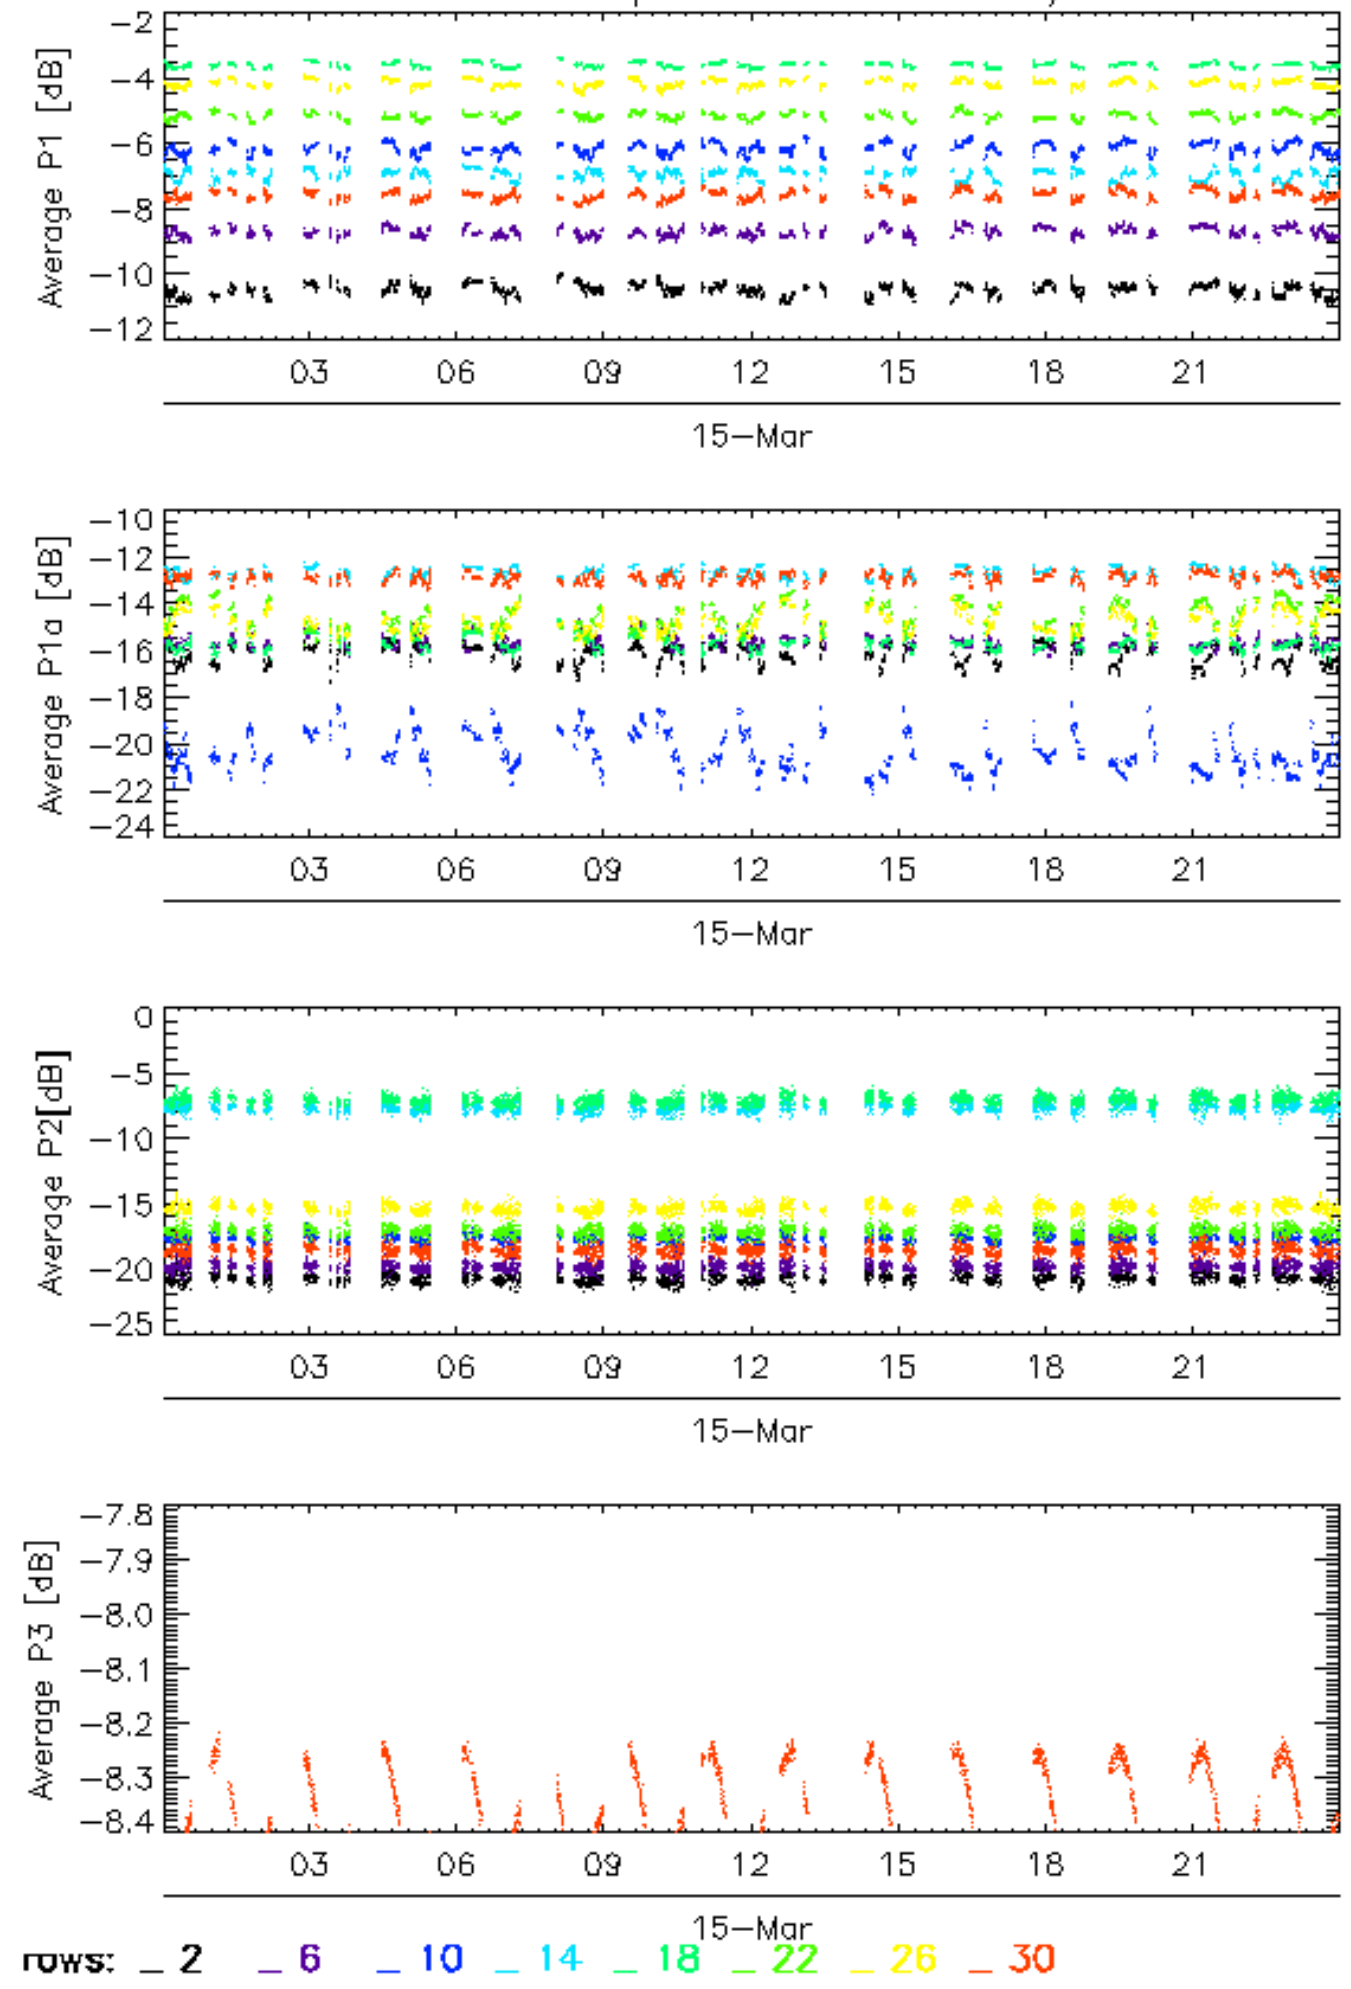 Average P1 [dB]
−2
−4
−6
−8
−10
−12
03 06 09 12 15 18 21
15−Mar
Average P1a [dB]
−10
−12
−14
−16
−18
−20
−22
−24
03 06 09 12 15 18 21
15−Mar
Average P2[dB]
0
−5
−10
−15
−20
−25
03 06 09 12 15 18 21
15−Mar
Average P3 [dB]
−7.8
−7.9
−8.0
−8.1
−8.2
−8.3
−8.4
03 06 09 12 15 18 21
15−Mar
rows: _ 2 _ 6 _ 10 _ 14 _ 18 _ 22 _ 26 _ 30